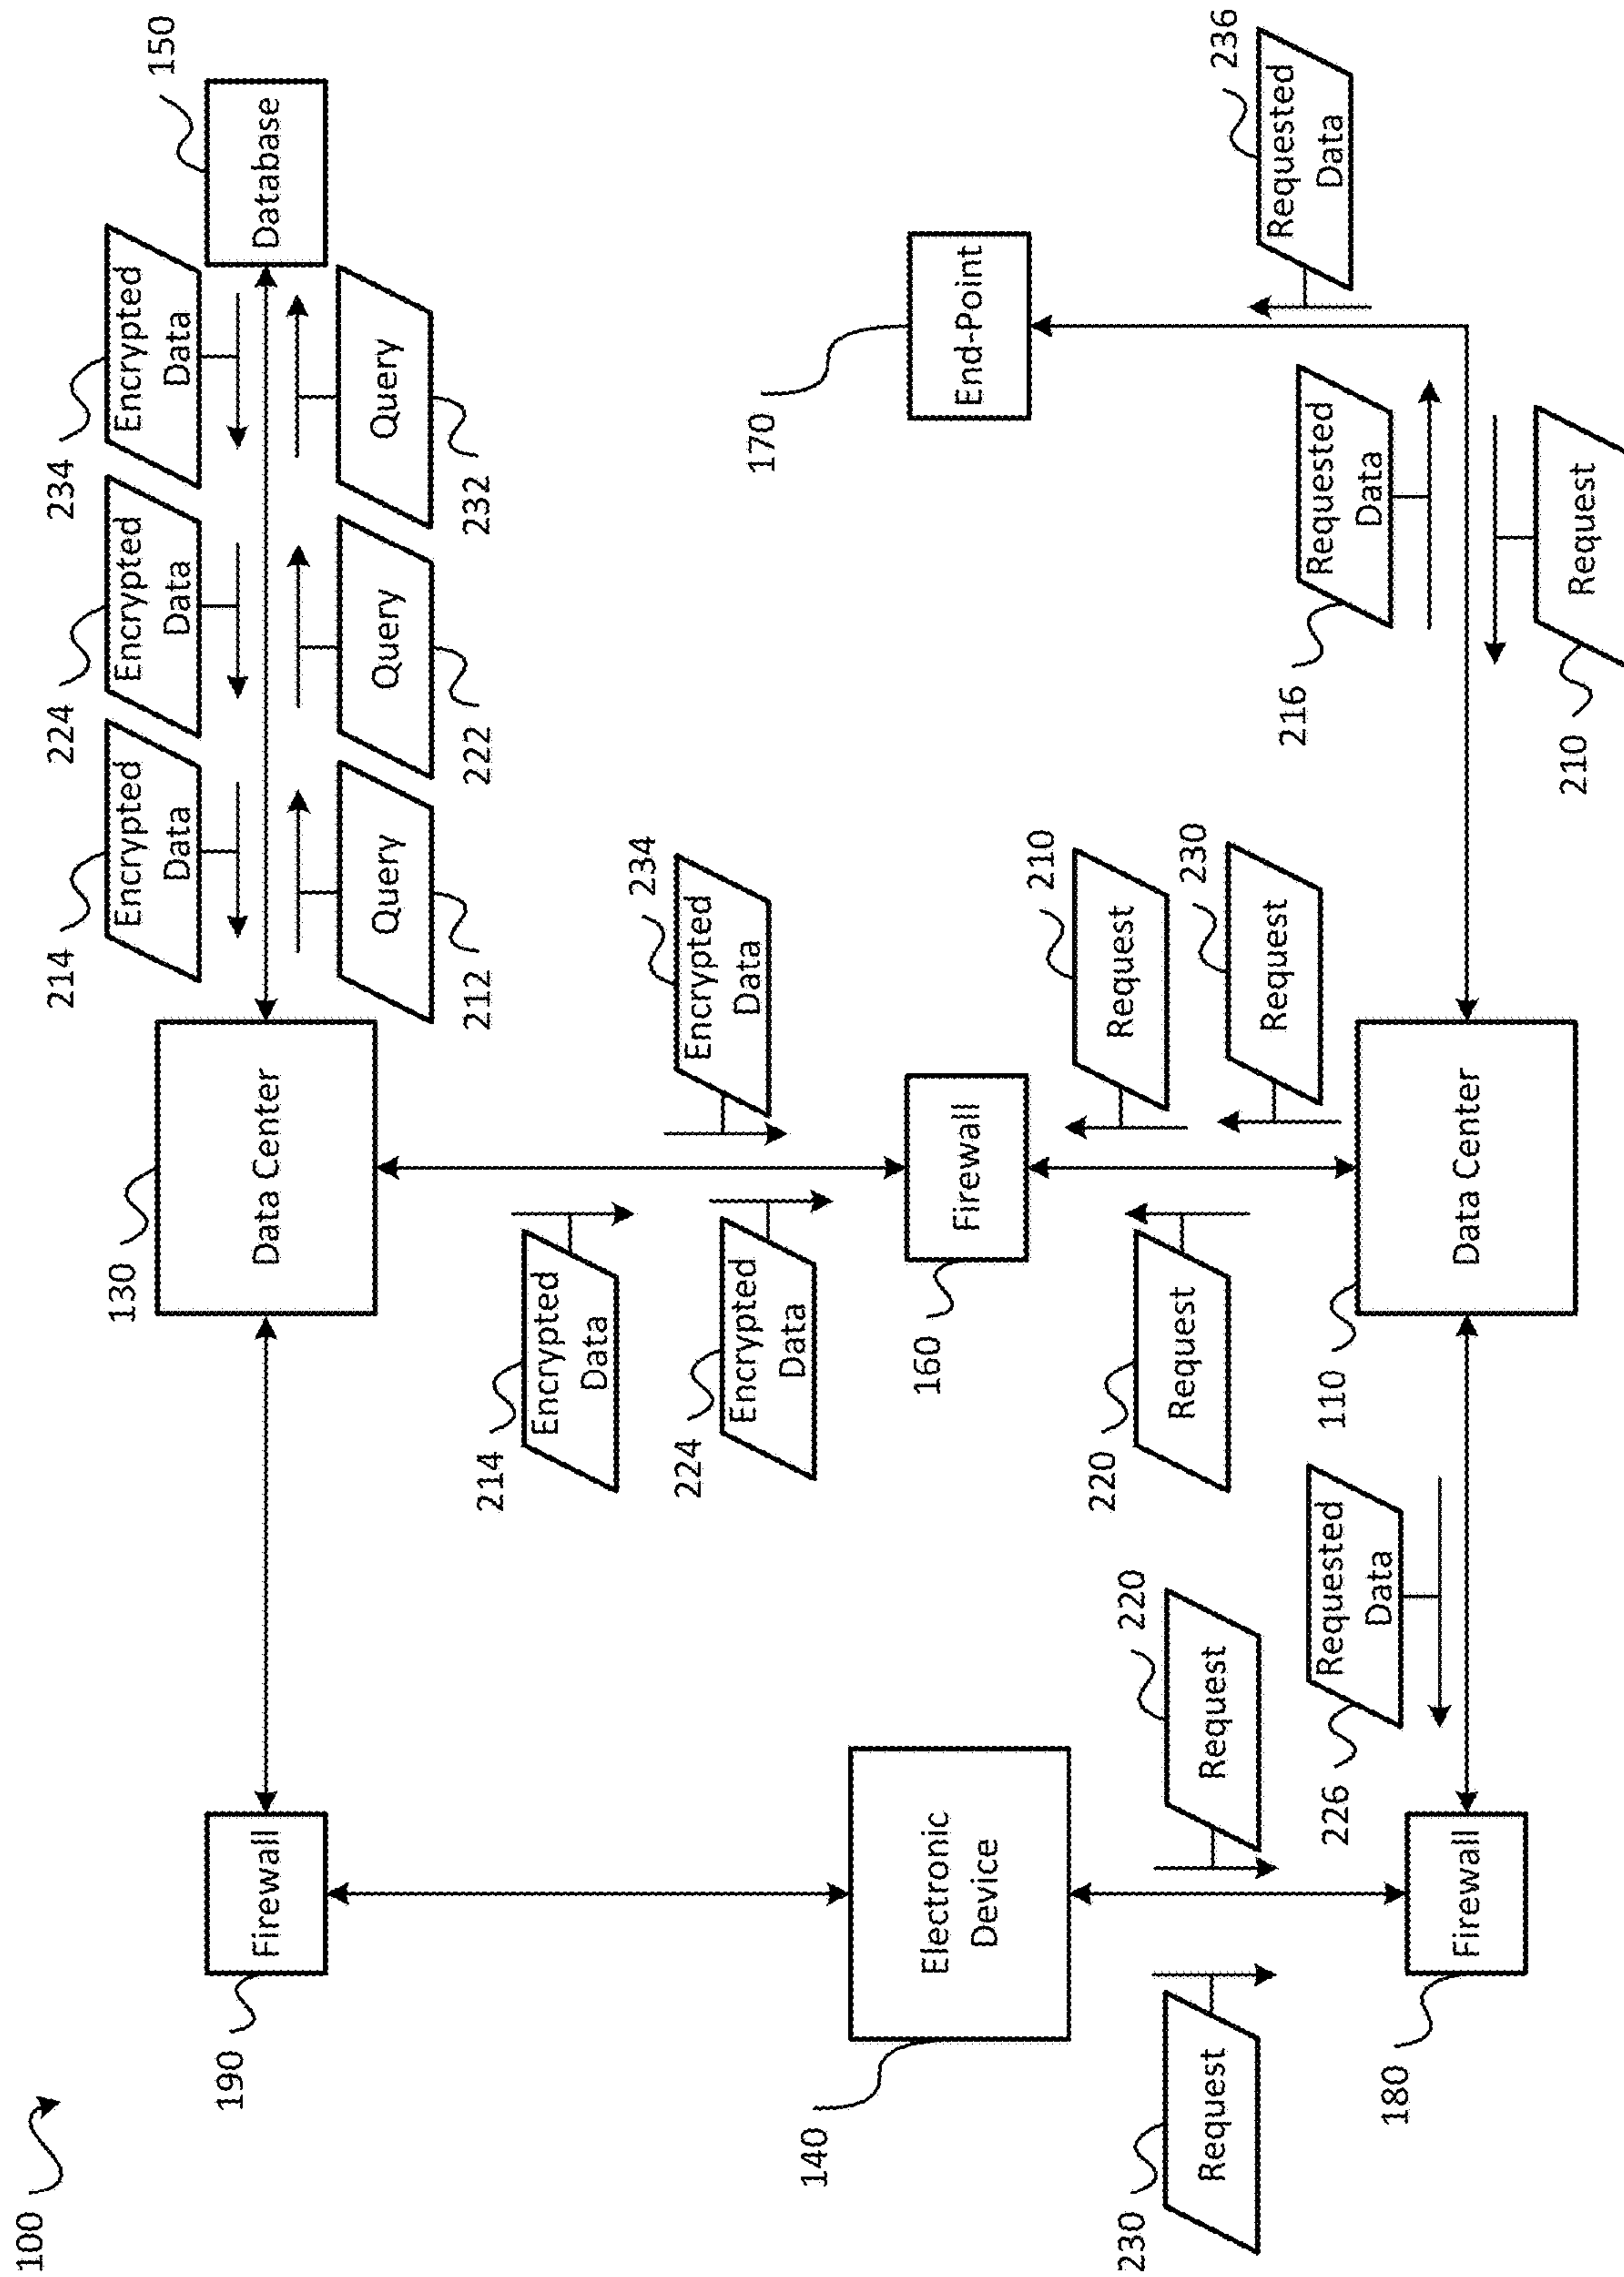 100
190
Firewall
130
Data Center
214
Encrypted
Data
224
Encrypted
Data
234
Encrypted
Data
150
Database
212
Query
222
Query
232
Query
214
Encrypted
Data
224
Encrypted
Data
234
Encrypted
Data
140
Electronic
Device
160
Firewall
170
End-Point
230
Request
220
Request
220
Request
210
Request
230
Request
236
Requested
Data
226
Requested
Data
216
Requested
Data
180
Firewall
110
Data Center
210
Request